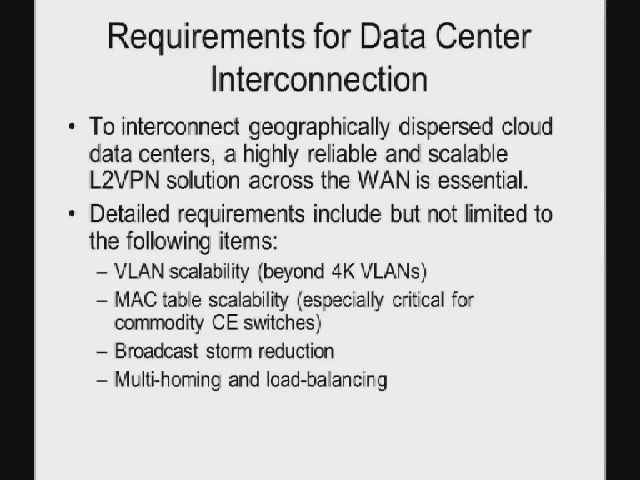 Requirements for Data Center
Interconnection
• To interconnect geographically dispersed cloud
data centers, a highly reliable and scalable
L2VPN solution across the WAN is essential.
• Detailed requirements include but not limited to
the following items:
– VLAN scalability (beyond 4K VLANs)
– MAC table scalability (especially critical for
commodity CE switches)
– Broadcast storm reduction
– Multi-homing and load-balancing